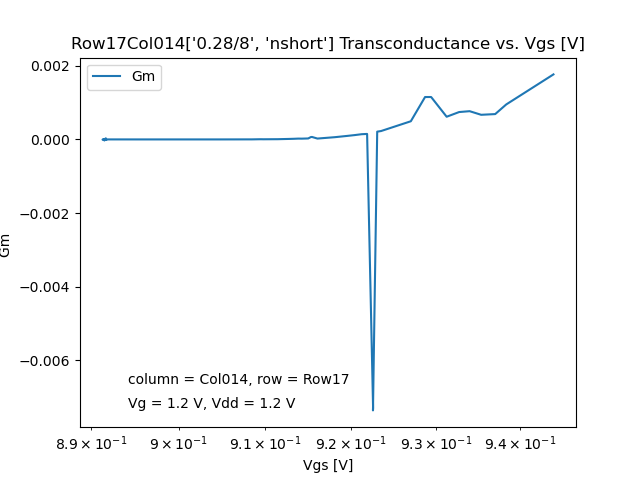 Row17Col014['0.28/8', 'nshort'] Transconductance vs. Vgs [V]
Gm
0.002
0.000
−0.002
−0.004
−0.006
Gm
column = Col014, row = Row17
Vg = 1.2 V, Vdd = 1.2 V
8.9 × 10⁻¹ 9 × 10⁻¹ 9.1 × 10⁻¹ 9.2 × 10⁻¹ 9.3 × 10⁻¹ 9.4 × 10⁻¹
Vgs [V]